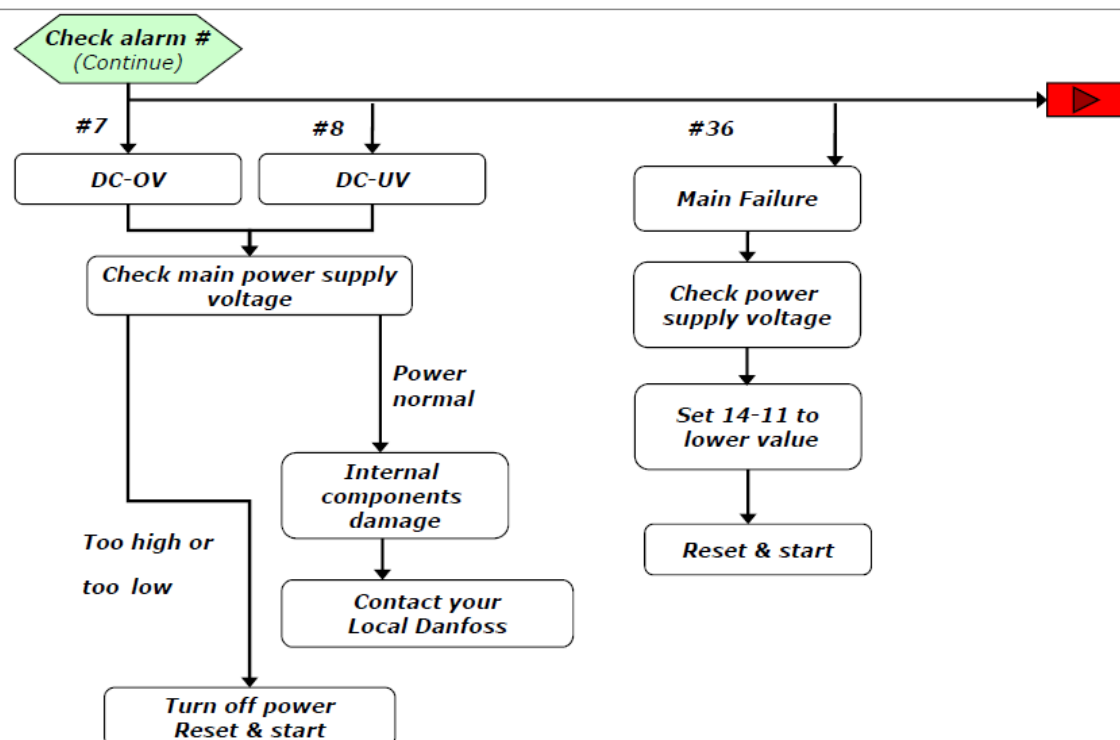 Check alarm #
(Continue)
#7
#8
#36
DC-OV
DC-UV
Main Failure
Check main power supply
voltage
Check power
supply voltage
Power
normal
Set 14-11 to
lower value
Internal
components
damage
Too high or
too low
Reset & start
Contact your
Local Danfoss
Turn off power
Reset & start